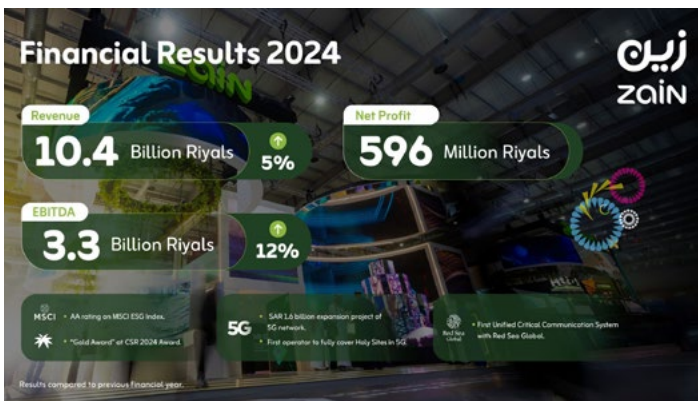 Financial Results 2024
زين
zain
ZAIN
Revenue
10.4 Billion Riyals
5%
Net Profit
596 Million Riyals
EBITDA
3.3 Billion Riyals
12%
MSCI
• AA rating on MSCI ESG Index.
• "Gold Award" at CSR 2024 Award.
5G
• SAR 1.6 billion expansion project of
5G network.
• First operator to fully cover Holy Sites in 5G.
Red Sea
Global
• First Unified Critical Communication System
with Red Sea Global.
Results compared to previous financial year.